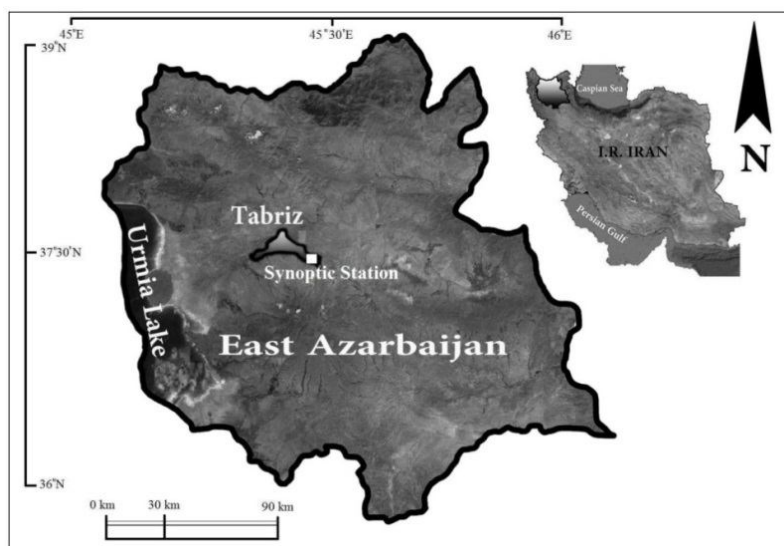 45°E
45°30′E
46°E
39°N
37°30′N
36°N
Caspian Sea
I.R. IRAN
Persian Gulf
N
Tabriz
Synoptic Station
Urmia Lake
East Azarbaijan
0 km
30 km
90 km